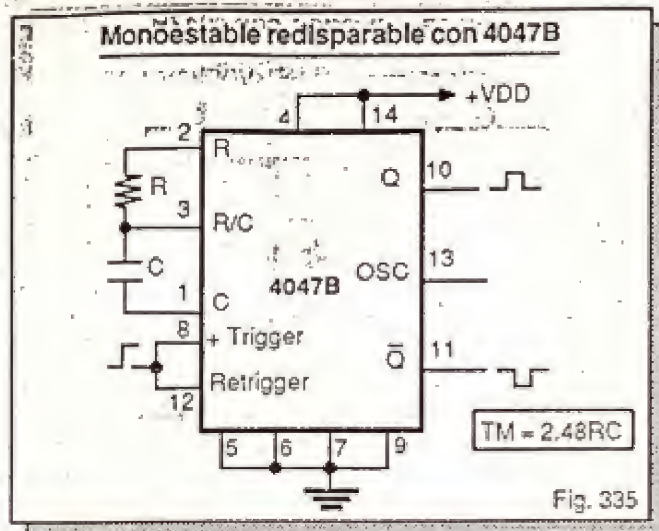 Monoestable redisparable con 4047B
+VDD
4 14
2 R
R
3 R/C
C
1 C
4047B
8 + Trigger
Retrigger
12
Q 10
OSC 13
Q̅ 11
5 6 7 9
TM = 2.48RC
Fig. 335